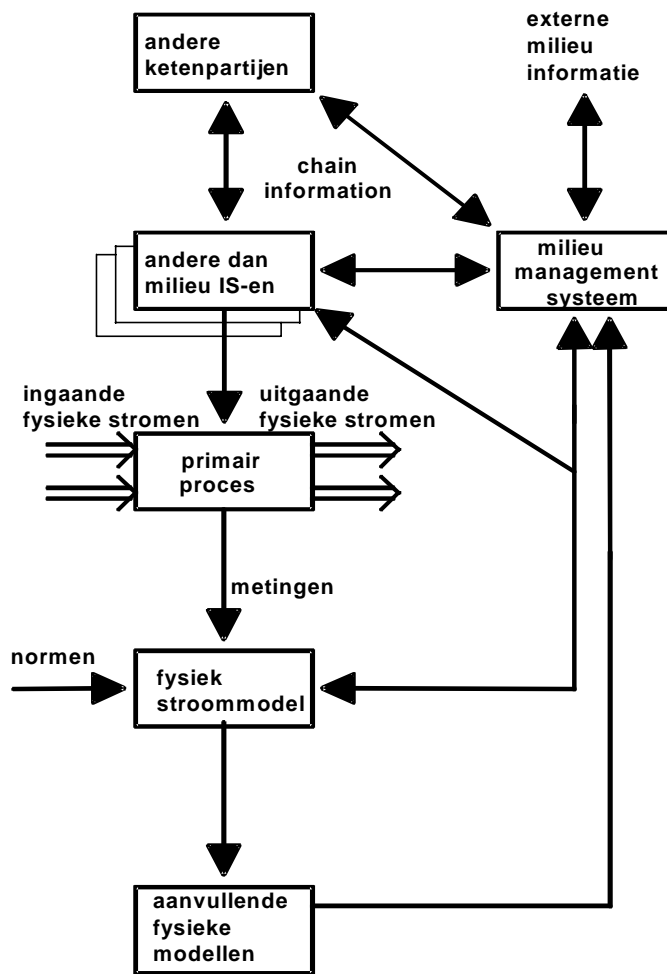 andere
ketenpartijen
externe
milieu
informatie
chain
information
andere dan
milieu IS-en
milieu
management
systeem
ingaande
fysieke stromen
uitgaande
fysieke stromen
primair
proces
metingen
normen
fysiek
stroommodel
aanvullende
fysieke
modellen